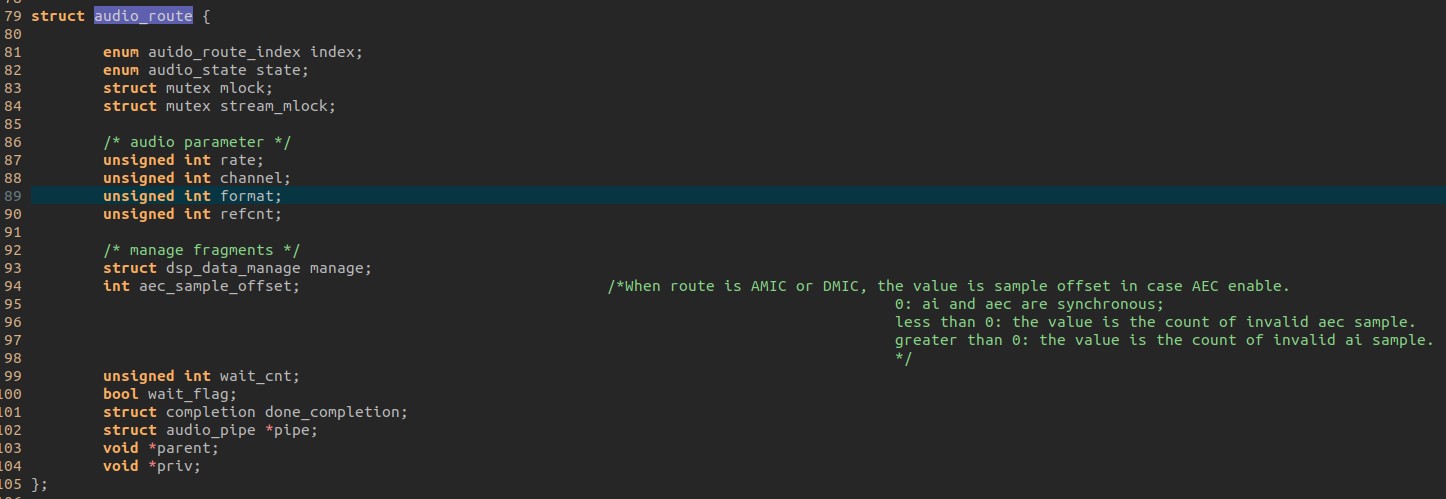 79 struct audio_route {
80
81 enum auido_route_index index;
82 enum audio_state state;
83 struct mutex mlock;
84 struct mutex stream_mlock;
85
86 /* audio parameter */
87 unsigned int rate;
88 unsigned int channel;
89 unsigned int format;
90 unsigned int refcnt;
91
92 /* manage fragments */
93 struct dsp_data_manage manage;
94 int aec_sample_offset; /*When route is AMIC or DMIC, the value is sample offset in case AEC enable.
95 0: ai and aec are synchronous;
96 less than 0: the value is the count of invalid aec sample.
97 greater than 0: the value is the count of invalid ai sample.
98 */
99 unsigned int wait_cnt;
100 bool wait_flag;
101 struct completion done_completion;
102 struct audio_pipe *pipe;
103 void *parent;
104 void *priv;
105 };